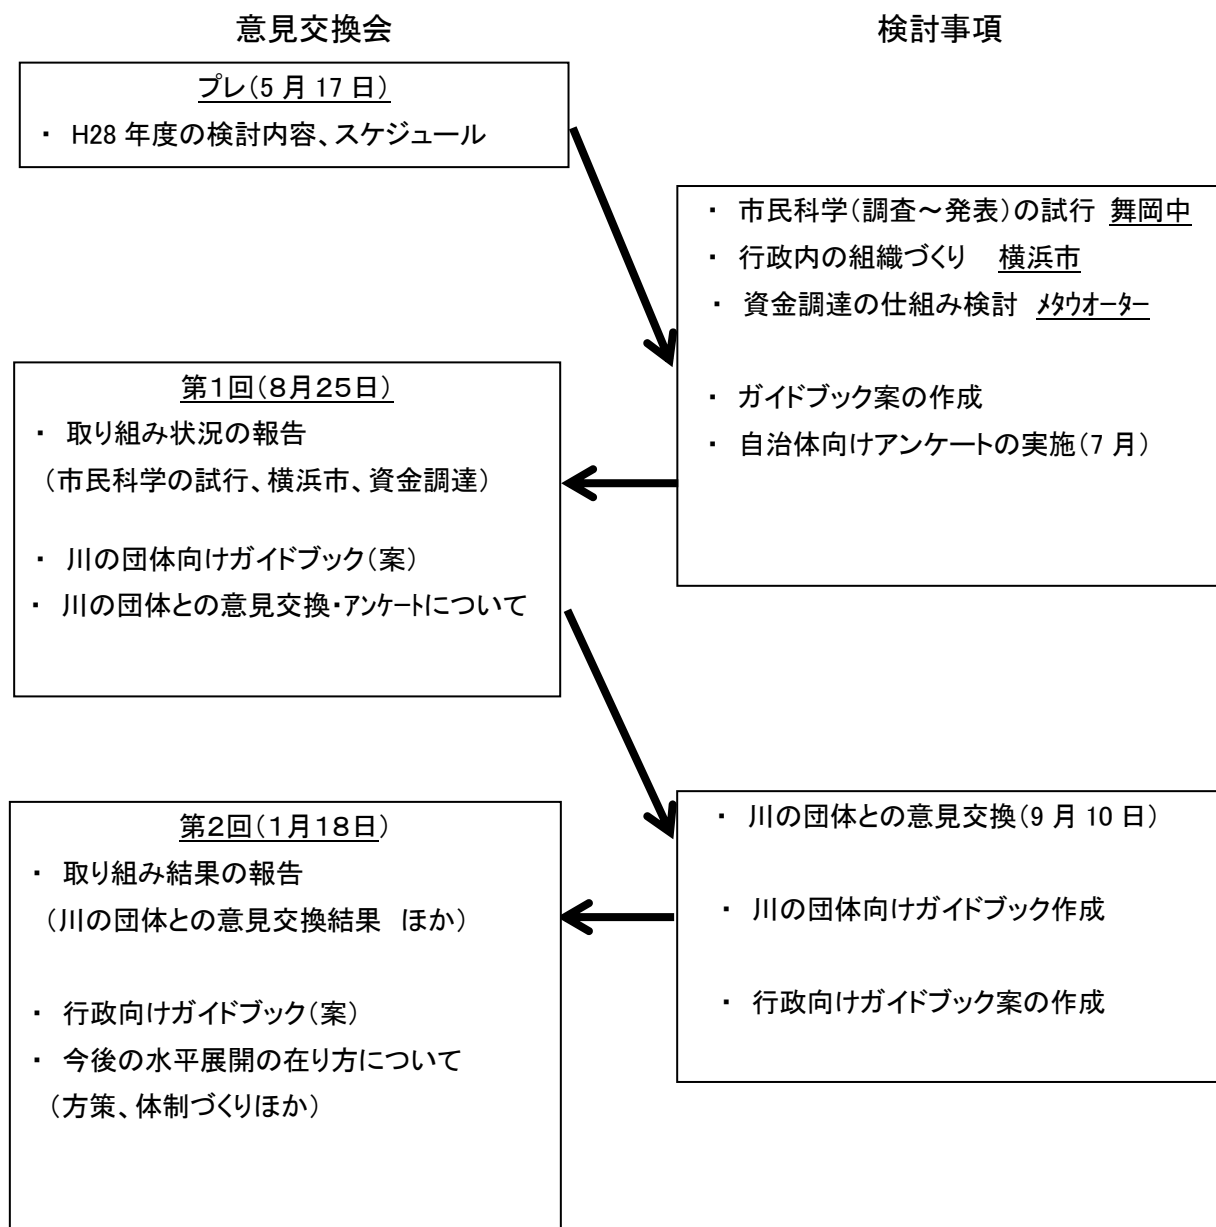 意見交換会
検討事項
プレ(5月17日)
・ H28年度の検討内容、スケジュール
・ 市民科学(調査～発表)の試行 舞岡中
・ 行政内の組織づくり　横浜市
・ 資金調達の仕組み検討 ﾒﾀｳｵｰﾀｰ
・ ガイドブック案の作成
・ 自治体向けアンケートの実施(7月)
第１回(８月２５日)
・ 取り組み状況の報告
(市民科学の試行、横浜市、資金調達)
・ 川の団体向けガイドブック(案)
・ 川の団体との意見交換・ｱﾝｹｰﾄについて
・ 川の団体との意見交換(9月10日)
・ 川の団体向けガイドブック作成
・ 行政向けガイドブック案の作成
第２回(１月１８日)
・ 取り組み結果の報告
(川の団体との意見交換結果　ほか)
・ 行政向けガイドブック(案)
・ 今後の水平展開の在り方について
(方策、体制づくりほか)